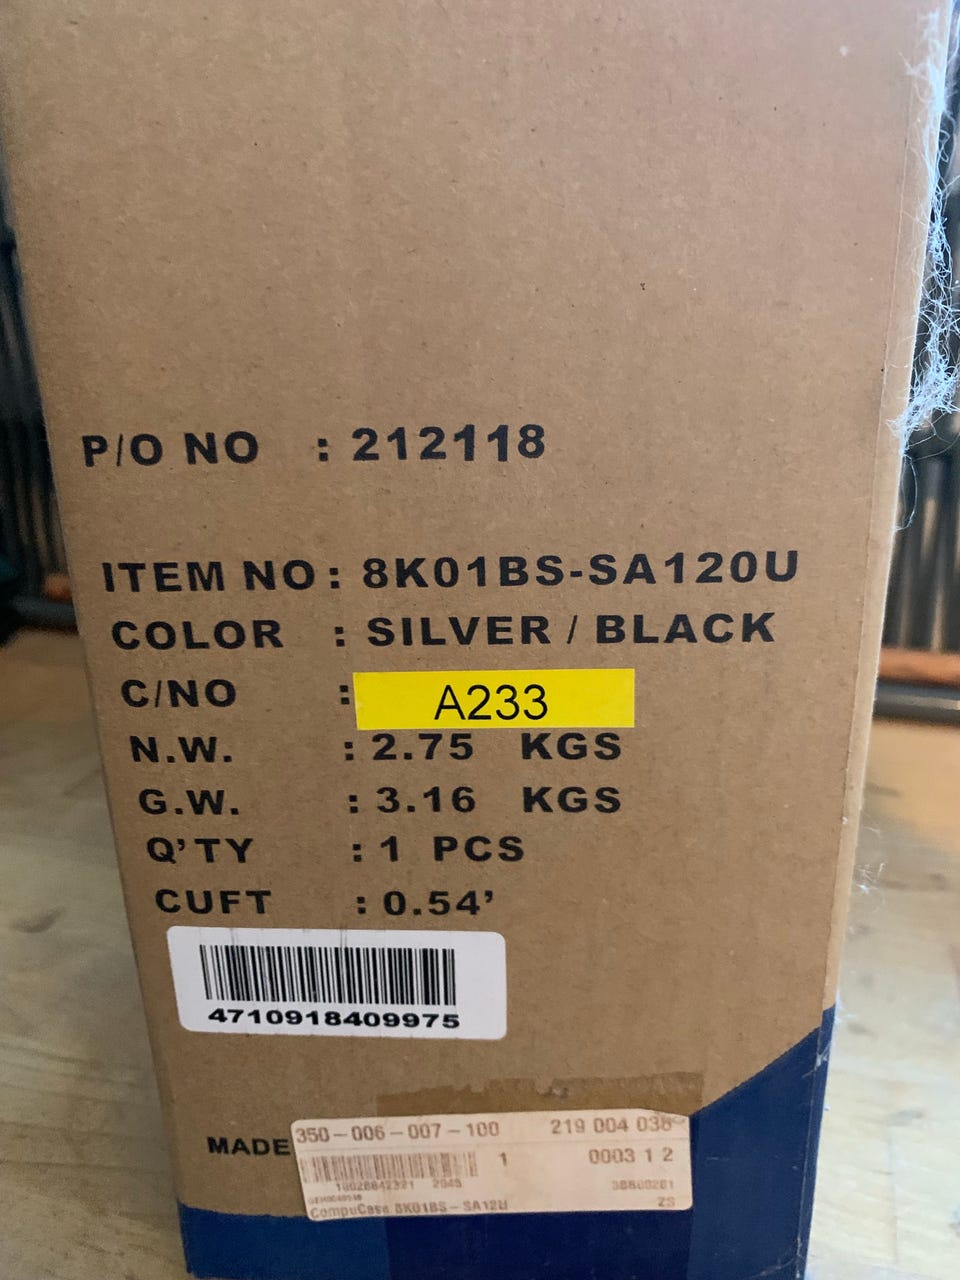 P/O NO : 212118
ITEM NO : 8K01BS-SA120U
COLOR : SILVER / BLACK
C/NO : A233
N.W. : 2.75 KGS
G.W. : 3.16 KGS
Q'TY : 1 PCS
CUFT : 0.54'
4710918409975
MADE
350-006-007-100 219 004 038
1 0003 1 2
2945
ZS
CompuCase 8K01BS-SA12U